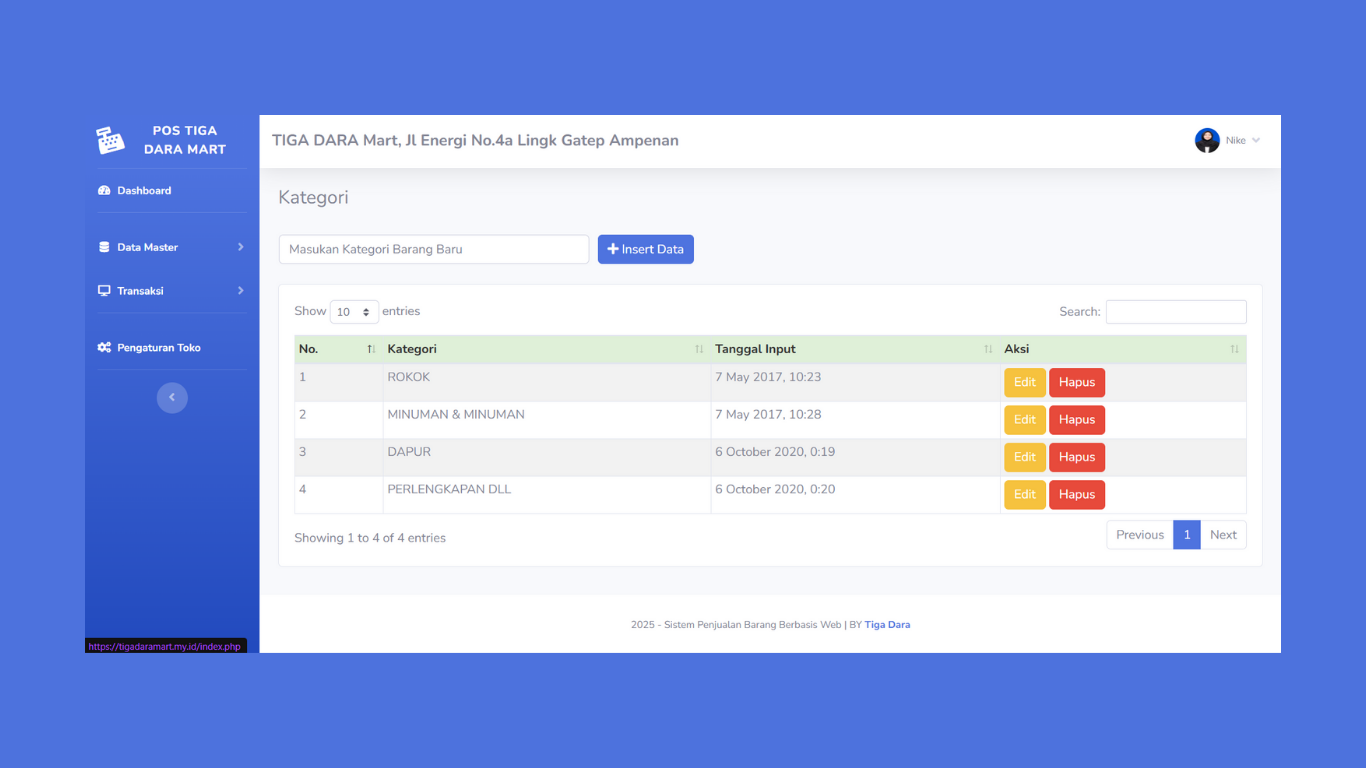 POS TIGA
DARA MART
TIGA DARA Mart, Jl Energi No.4a Lingk Gatep Ampenan
Nike
Dashboard
Data Master
Transaksi
Pengaturan Toko
Kategori
Masukan Kategori Barang Baru
Insert Data
Show 10 entries
Search:
No. Kategori Tanggal Input Aksi
1 ROKOK 7 May 2017, 10:23 Edit Hapus
2 MINUMAN & MINUMAN 7 May 2017, 10:28 Edit Hapus
3 DAPUR 6 October 2020, 0:19 Edit Hapus
4 PERLENGKAPAN DLL 6 October 2020, 0:20 Edit Hapus
Showing 1 to 4 of 4 entries
Previous 1 Next
2025 - Sistem Penjualan Barang Berbasis Web | BY Tiga Dara
https://tigadaramart.my.id/index.php